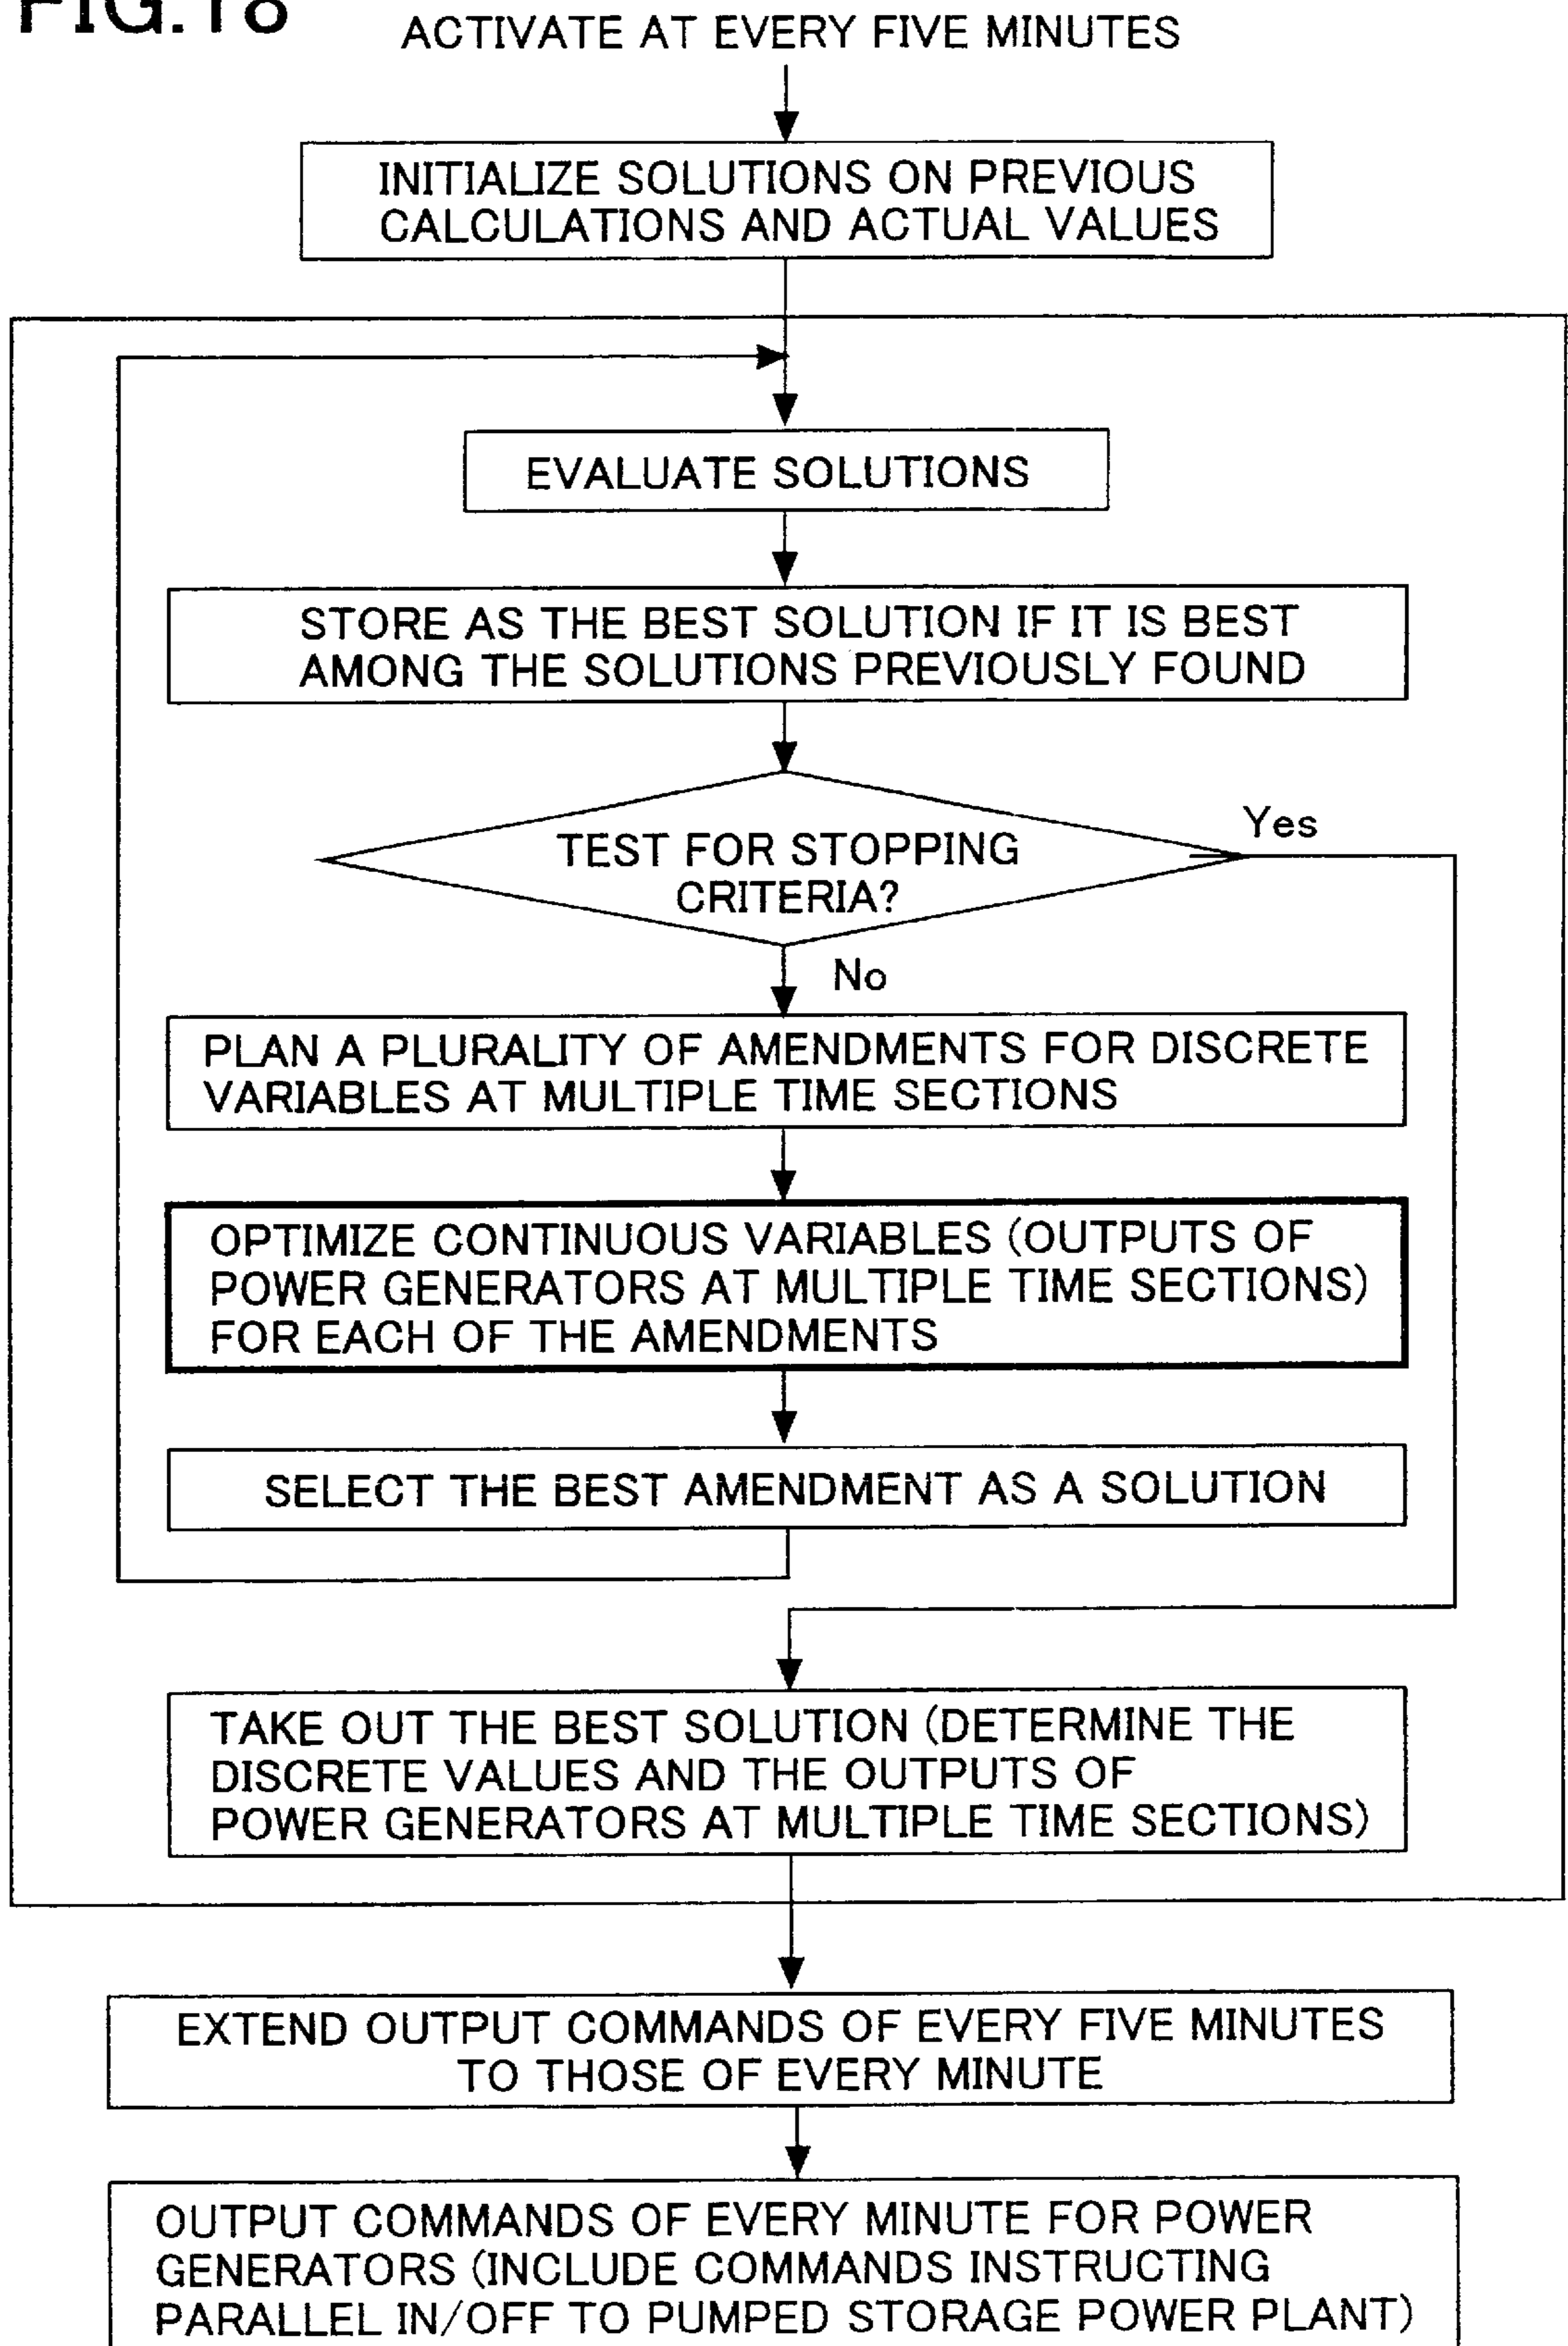 FIG.18
ACTIVATE AT EVERY FIVE MINUTES
INITIALIZE SOLUTIONS ON PREVIOUS
CALCULATIONS AND ACTUAL VALUES
EVALUATE SOLUTIONS
STORE AS THE BEST SOLUTION IF IT IS BEST
AMONG THE SOLUTIONS PREVIOUSLY FOUND
TEST FOR STOPPING
CRITERIA?
Yes
No
PLAN A PLURALITY OF AMENDMENTS FOR DISCRETE
VARIABLES AT MULTIPLE TIME SECTIONS
OPTIMIZE CONTINUOUS VARIABLES (OUTPUTS OF
POWER GENERATORS AT MULTIPLE TIME SECTIONS)
FOR EACH OF THE AMENDMENTS
SELECT THE BEST AMENDMENT AS A SOLUTION
TAKE OUT THE BEST SOLUTION (DETERMINE THE
DISCRETE VALUES AND THE OUTPUTS OF
POWER GENERATORS AT MULTIPLE TIME SECTIONS)
EXTEND OUTPUT COMMANDS OF EVERY FIVE MINUTES
TO THOSE OF EVERY MINUTE
OUTPUT COMMANDS OF EVERY MINUTE FOR POWER
GENERATORS (INCLUDE COMMANDS INSTRUCTING
PARALLEL IN/OFF TO PUMPED STORAGE POWER PLANT)